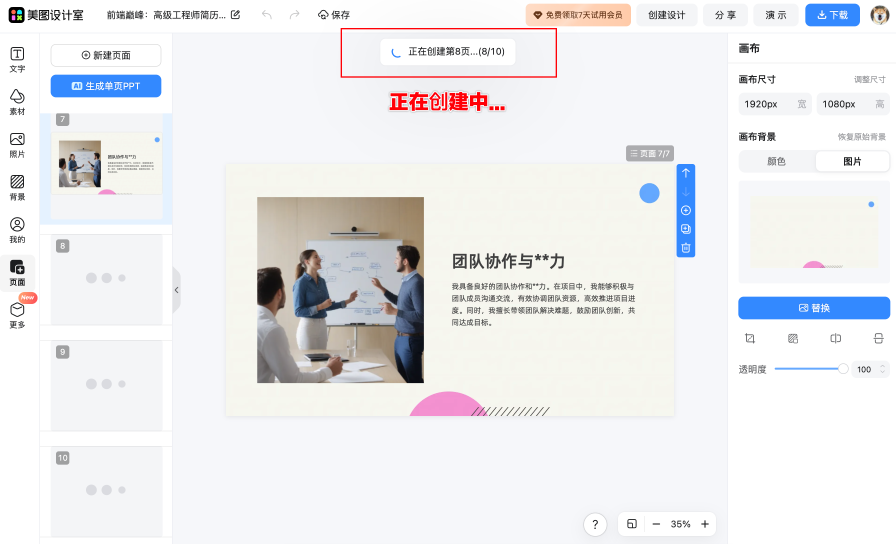 美图设计室
前端巅峰：高级工程师简历...
保存
免费领取7天试用会员
创建设计
分享
演示
下载
正在创建第8页...(8/10)
正在创建中...
文字
素材
照片
背景
我的
页面
New
更多
新建页面
AI 生成单页PPT
7
团队协作与**力
8
9
10
页面 7/7
团队协作与**力
我具备良好的团队协作和**力。在项目中，我能够积极与
团队成员沟通交流，有效协调团队资源，高效推进项目进
度。同时，我擅长带领团队解决难题，鼓励团队创新，共
同达成目标。
? 35%
画布
画布尺寸 调整尺寸
1920px 宽 1080px 高
画布背景 恢复原始背景
颜色 图片
替换
透明度 100